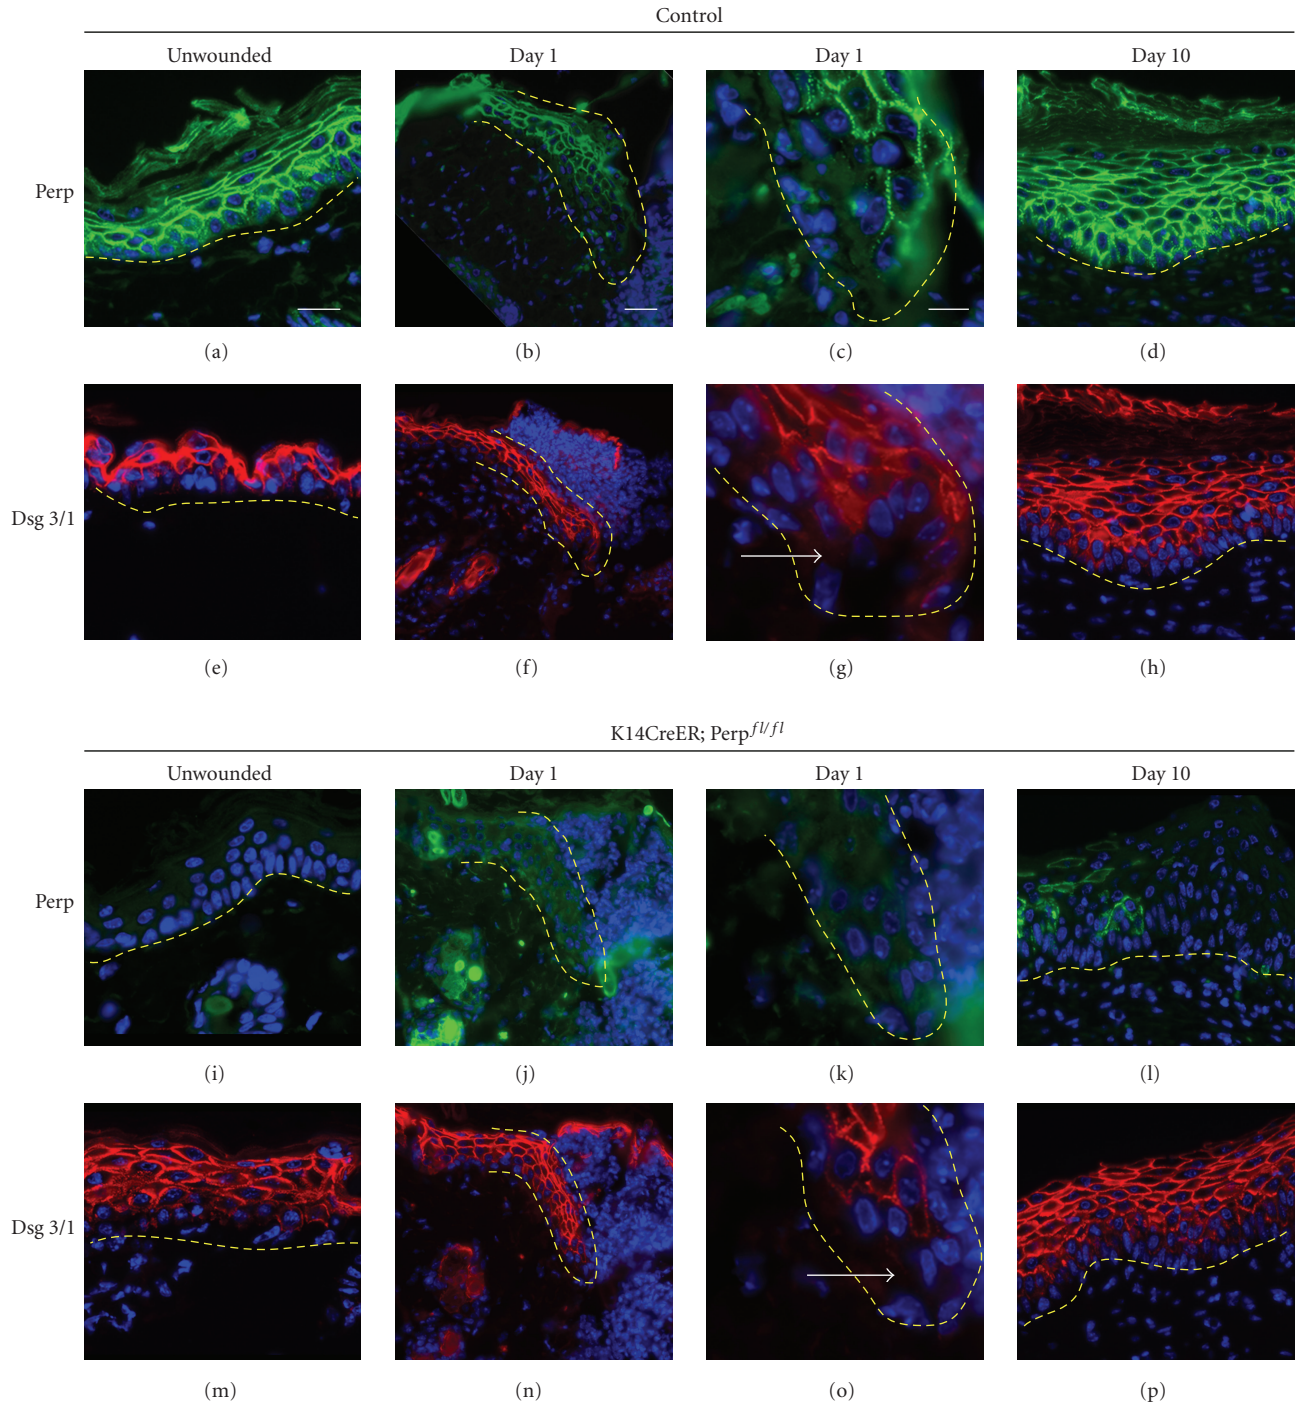 Control
Unwounded Day 1 Day 1 Day 10
Perp
(a) (b) (c) (d)
Dsg 3/1
(e) (f) (g) (h)
K14CreER; Perp^fl/fl
Unwounded Day 1 Day 1 Day 10
Perp
(i) (j) (k) (l)
Dsg 3/1
(m) (n) (o) (p)